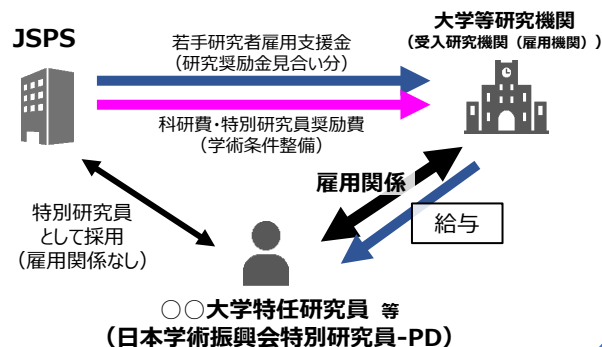 JSPS
若手研究者雇用支援金
（研究奨励金見合い分）
大学等研究機関
（受入研究機関（雇用機関））
科研費・特別研究員奨励費
（学術条件整備）
雇用関係
特別研究員
として採用
（雇用関係なし）
給与
○○大学特任研究員 等
（日本学術振興会特別研究員-PD）